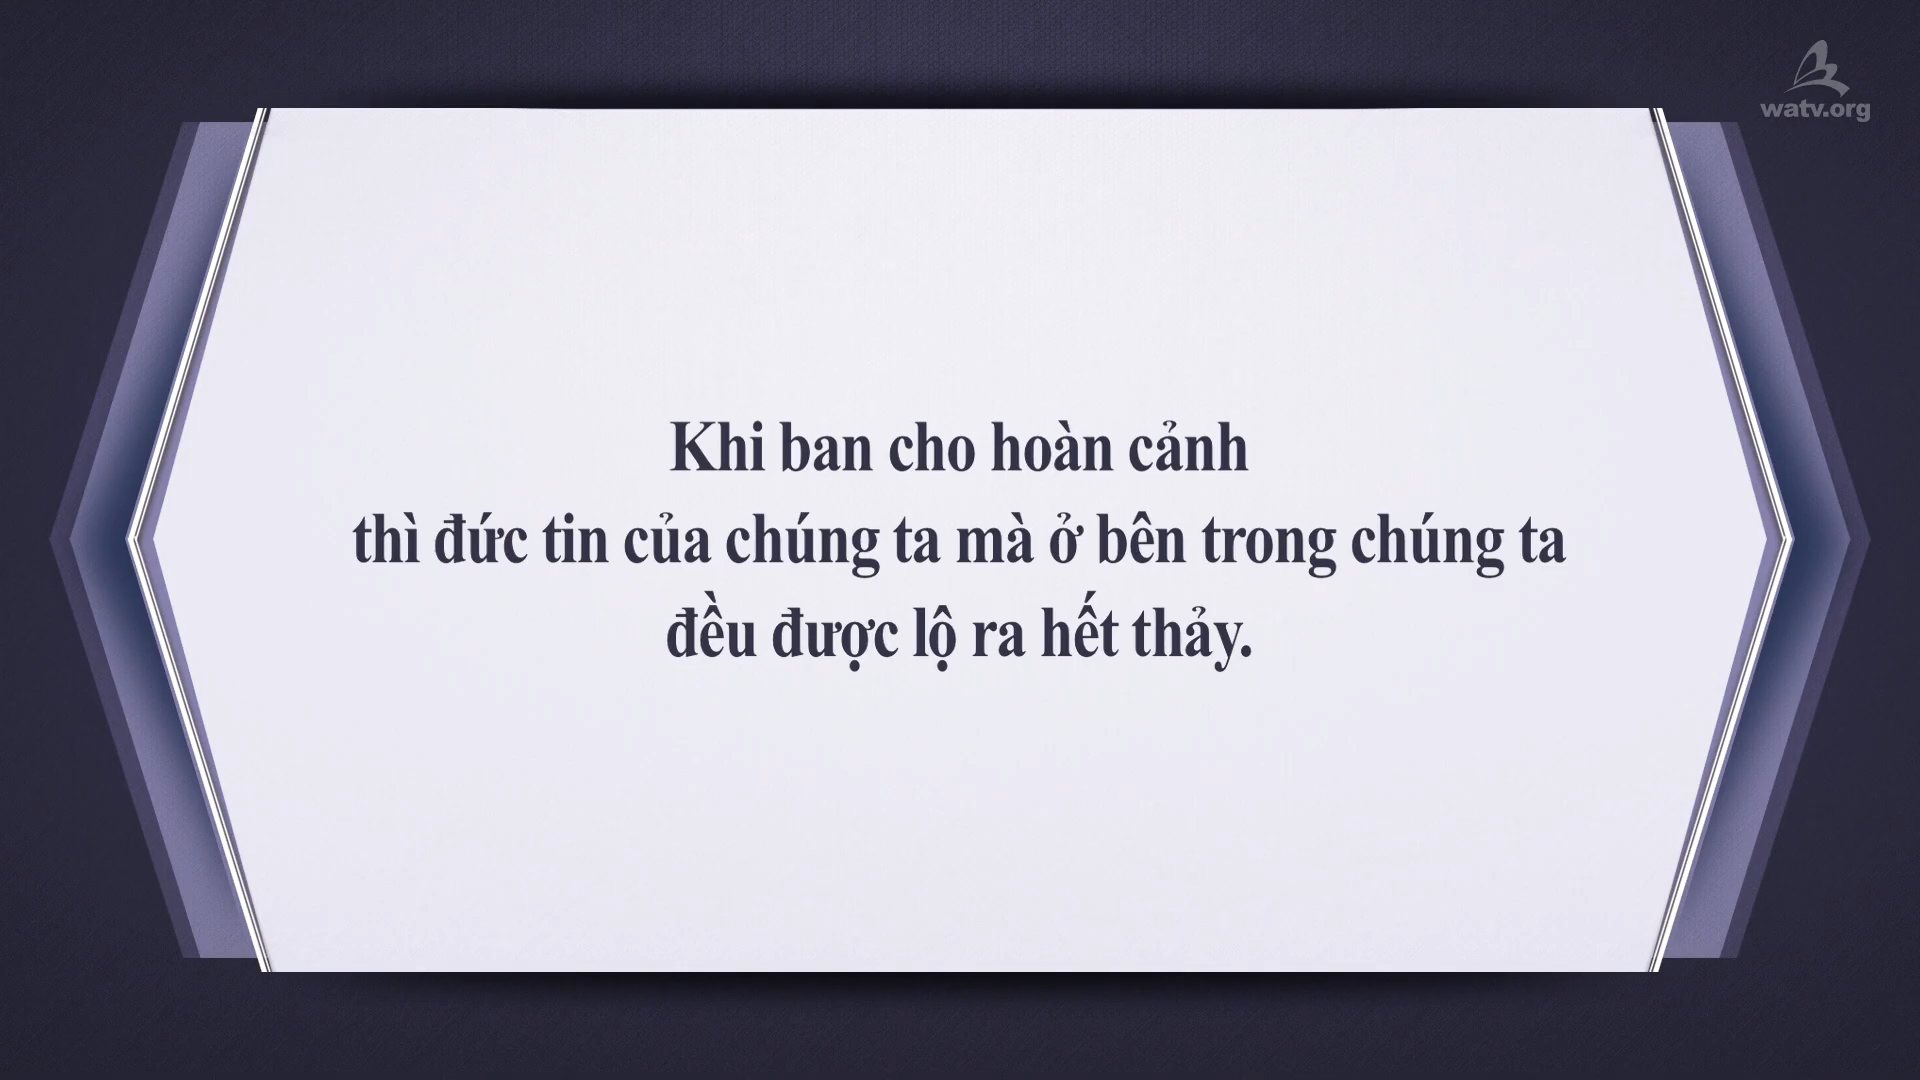 watv.org
Khi ban cho hoàn cảnh
thì đức tin của chúng ta mà ở bên trong chúng ta
đều được lộ ra hết thảy.